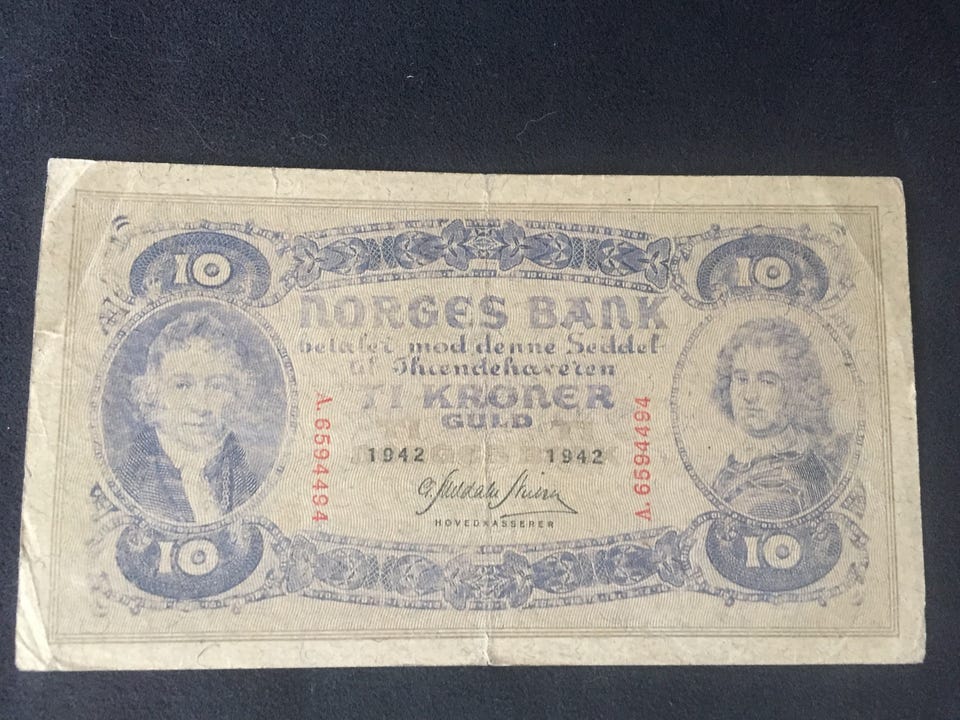 10 10
NORGES BANK
betaler mod denne Seddel
til Ihændehaveren
TI KRONER
GULD
A.6594494 A.6594494
1942 1942
HOVEDKASSERER
10 10